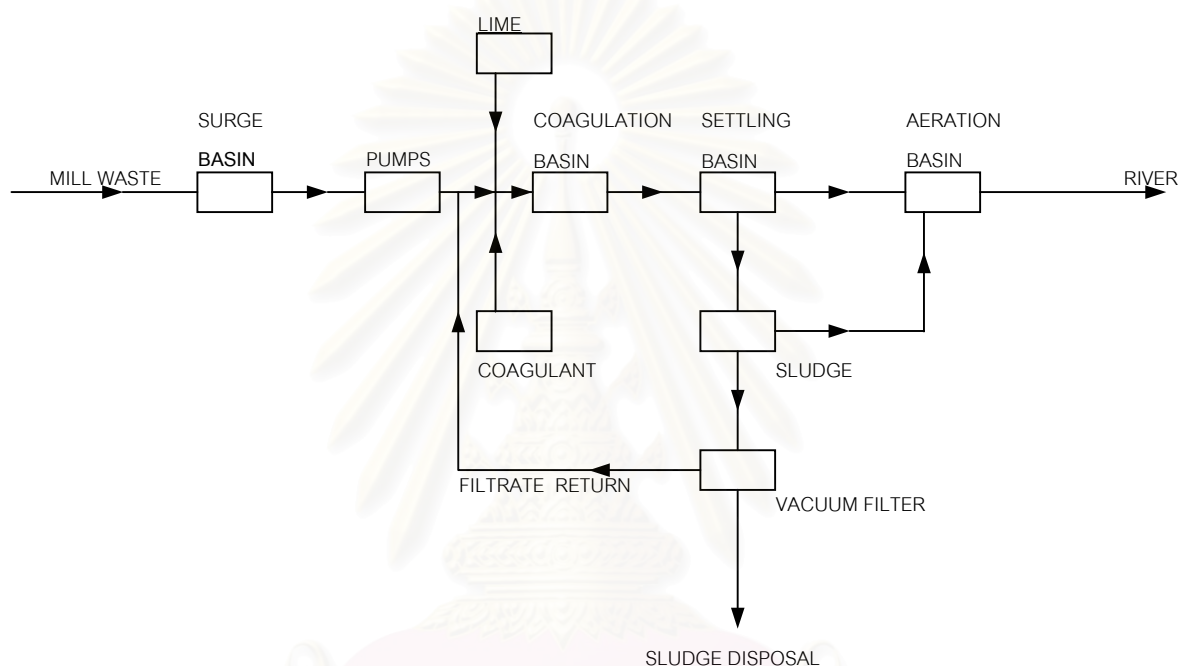 LIME
SURGE
BASIN
PUMPS
COAGULATION
BASIN
SETTLING
BASIN
AERATION
BASIN
MILL WASTE
RIVER
COAGULANT
SLUDGE
FILTRATE RETURN
VACUUM FILTER
SLUDGE DISPOSAL